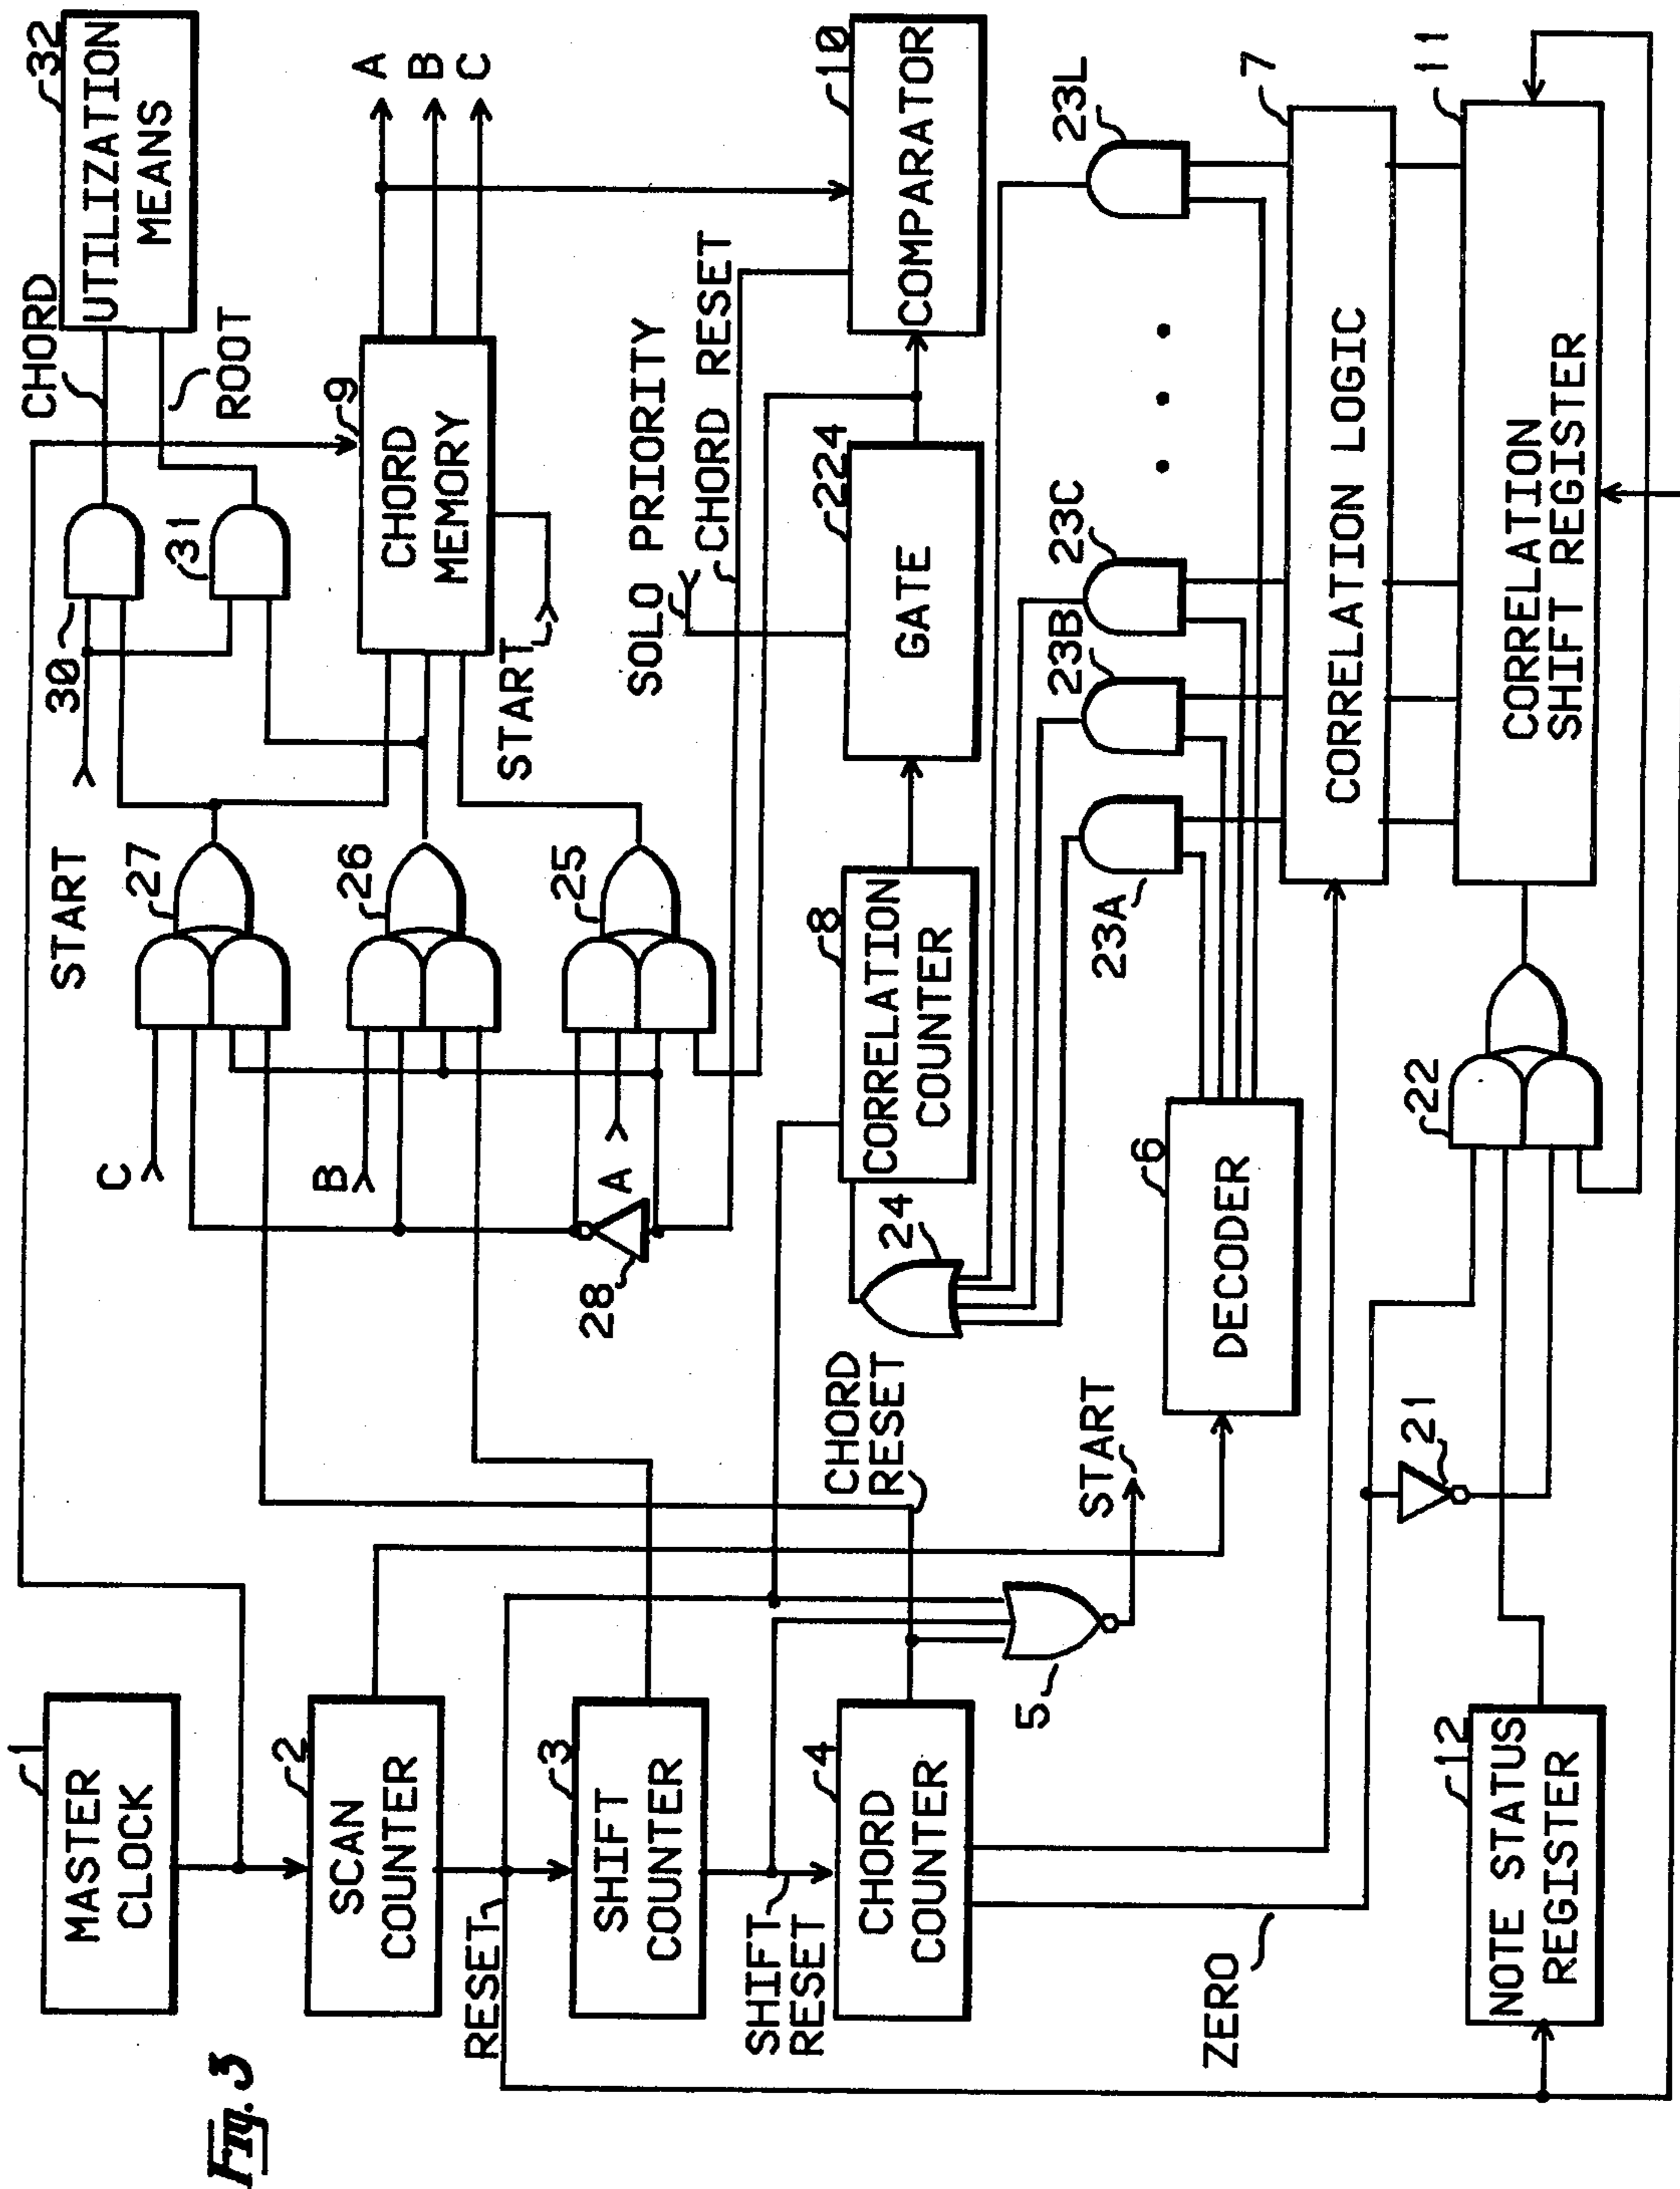 Fig. 3
MASTER
CLOCK
1
SCAN
COUNTER
2
RESET
SHIFT
COUNTER
3
SHIFT
RESET
CHORD
COUNTER
4
ZERO
NOTE STATUS
REGISTER
12
5
START
CHORD
RESET
21
22
DECODER
6
24
28
A
B
C
CORRELATION
COUNTER
8
25
26
27
START
30
31
23A
23B
23C
23L
GATE
224
SOLO PRIORITY
CHORD RESET
START
CHORD
MEMORY
9
CHORD
ROOT
UTILIZATION
MEANS
32
A
B
C
COMPARATOR
10
CORRELATION LOGIC
7
CORRELATION
SHIFT REGISTER
11